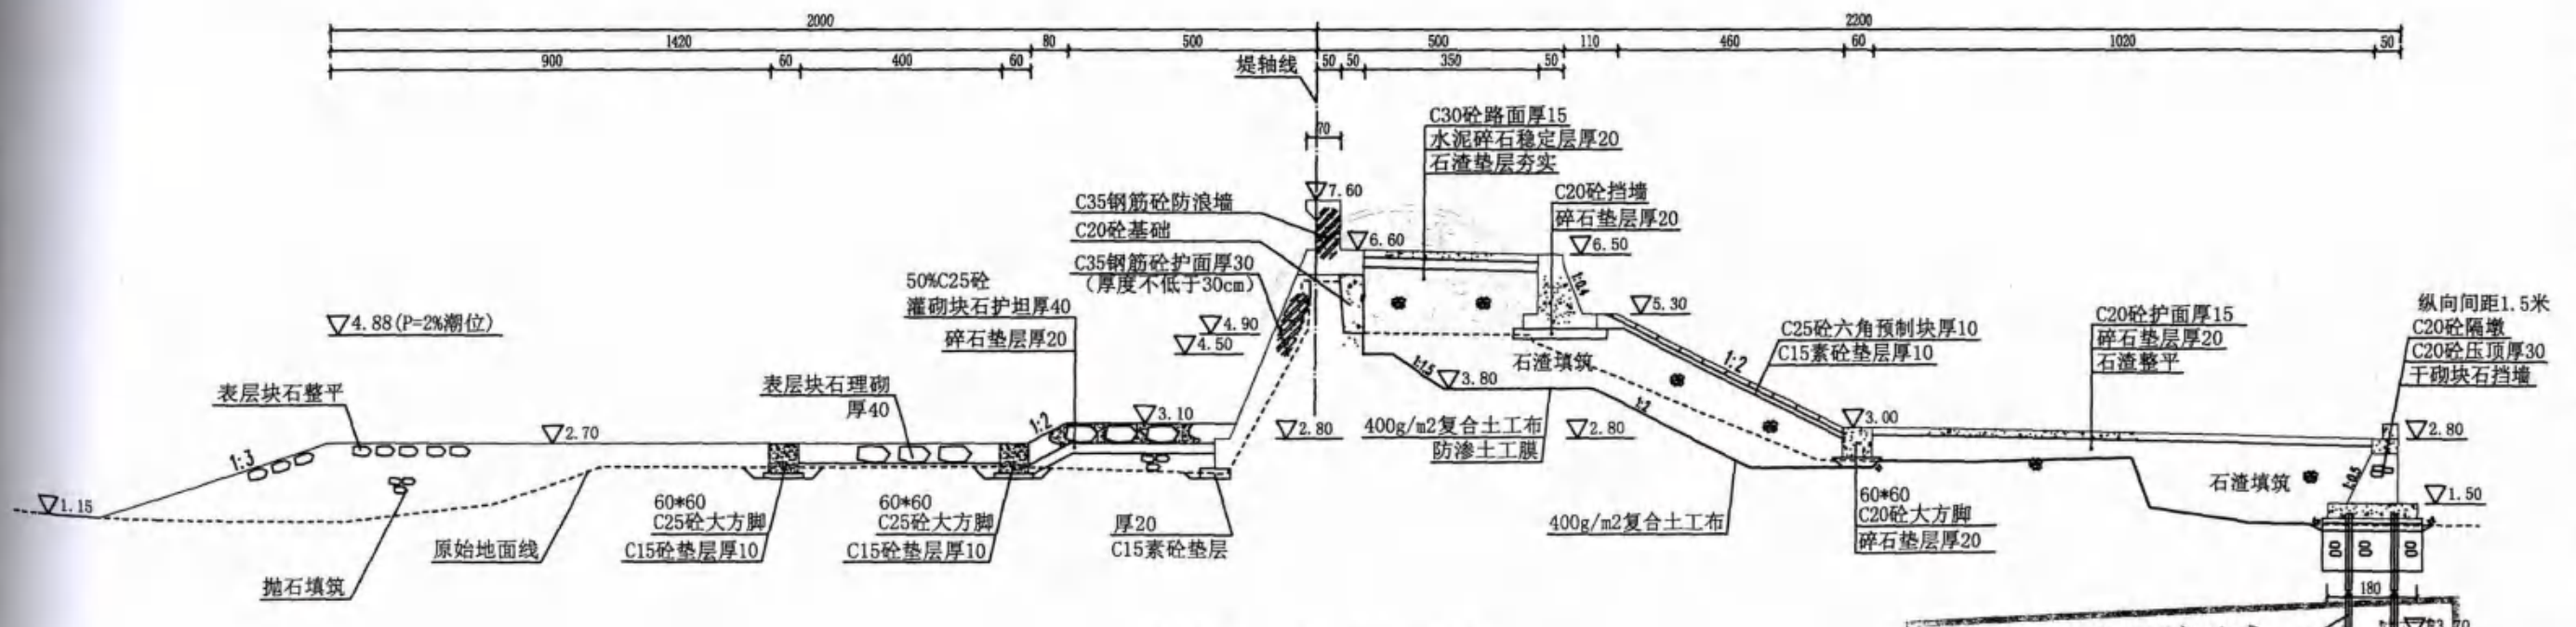 2000
2200
1420
80
500
500
110
460
60
1020
50
900
60
400
60
50
50
350
50
堤轴线
70
C30砼路面厚15
水泥碎石稳定层厚20
石渣垫层夯实
▽7.60
C35钢筋砼防浪墙
C20砼基础
C35钢筋砼护面厚30
(厚度不低于30cm)
▽6.60
C20砼挡墙
碎石垫层厚20
▽6.50
1:0.4
50%C25砼
灌砌块石护坦厚40
碎石垫层厚20
▽4.88(P=2%潮位)
▽4.90
▽4.50
▽5.30
C25砼六角预制块厚10
C15素砼垫层厚10
1:2
C20砼护面厚15
碎石垫层厚20
石渣整平
纵向间距1.5米
C20砼隔墩
C20砼压顶厚30
干砌块石挡墙
表层块石整平
表层块石理砌
厚40
石渣填筑
1:1.5
▽3.80
1:2
1:2
▽3.10
▽2.70
▽2.80
400g/m2复合土工布
防渗土工膜
▽2.80
▽3.00
▽2.80
1:3
▽1.15
石渣填筑
1:0.5
▽1.50
60*60
C25砼大方脚
C15砼垫层厚10
60*60
C25砼大方脚
C15砼垫层厚10
厚20
C15素砼垫层
400g/m2复合土工布
60*60
C20砼大方脚
碎石垫层厚20
原始地面线
抛石填筑
180